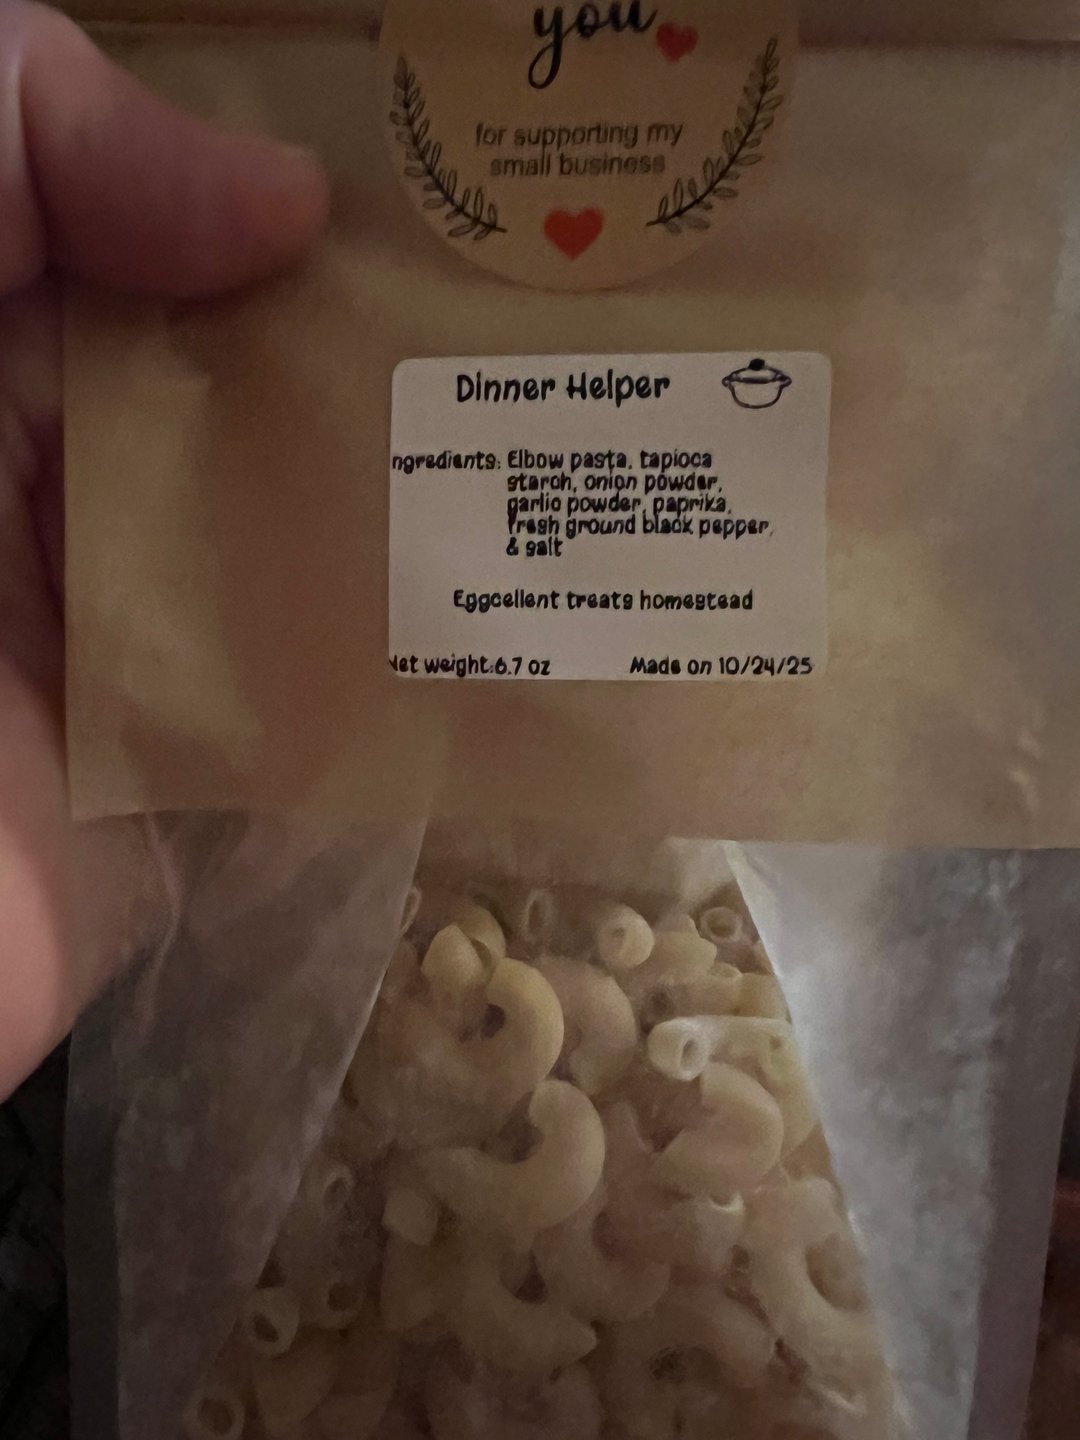 you
for supporting my
small business
Dinner Helper
ngredients: Elbow pasta, tapioca
starch, onion powder,
garlic powder, paprika,
fresh ground black pepper,
& salt
Eggcellent treats homestead
Net weight:6.7 oz Made on 10/24/25